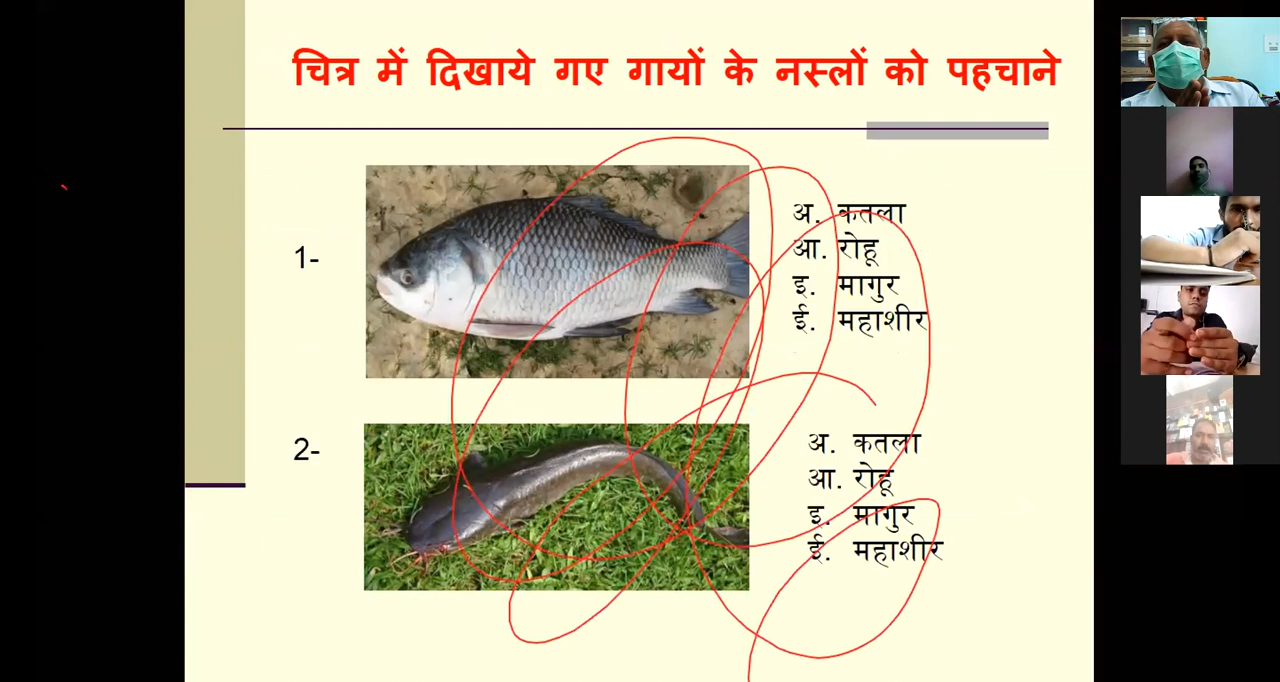 चित्र में दिखाये गए गायों के नस्लों को पहचाने
1-
अ. कतला
आ. रोहू
इ. मागुर
ई. महाशीर
2-
अ. कतला
आ. रोहू
इ. मागुर
ई. महाशीर